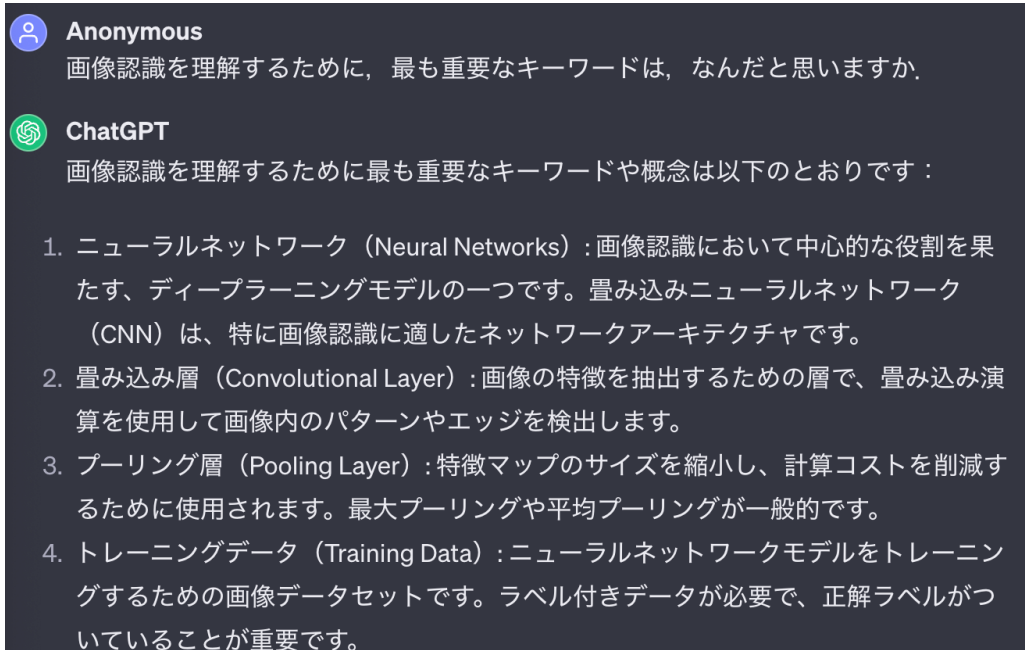 Anonymous
画像認識を理解するために，最も重要なキーワードは，なんだと思いますか．
ChatGPT
画像認識を理解するために最も重要なキーワードや概念は以下のとおりです：
1. ニューラルネットワーク（Neural Networks）: 画像認識において中心的な役割を果
たす、ディープラーニングモデルの一つです。畳み込みニューラルネットワーク
（CNN）は、特に画像認識に適したネットワークアーキテクチャです。
2. 畳み込み層（Convolutional Layer）: 画像の特徴を抽出するための層で、畳み込み演
算を使用して画像内のパターンやエッジを検出します。
3. プーリング層（Pooling Layer）: 特徴マップのサイズを縮小し、計算コストを削減す
るために使用されます。最大プーリングや平均プーリングが一般的です。
4. トレーニングデータ（Training Data）: ニューラルネットワークモデルをトレーニン
グするための画像データセットです。ラベル付きデータが必要で、正解ラベルがつ
いていることが重要です。